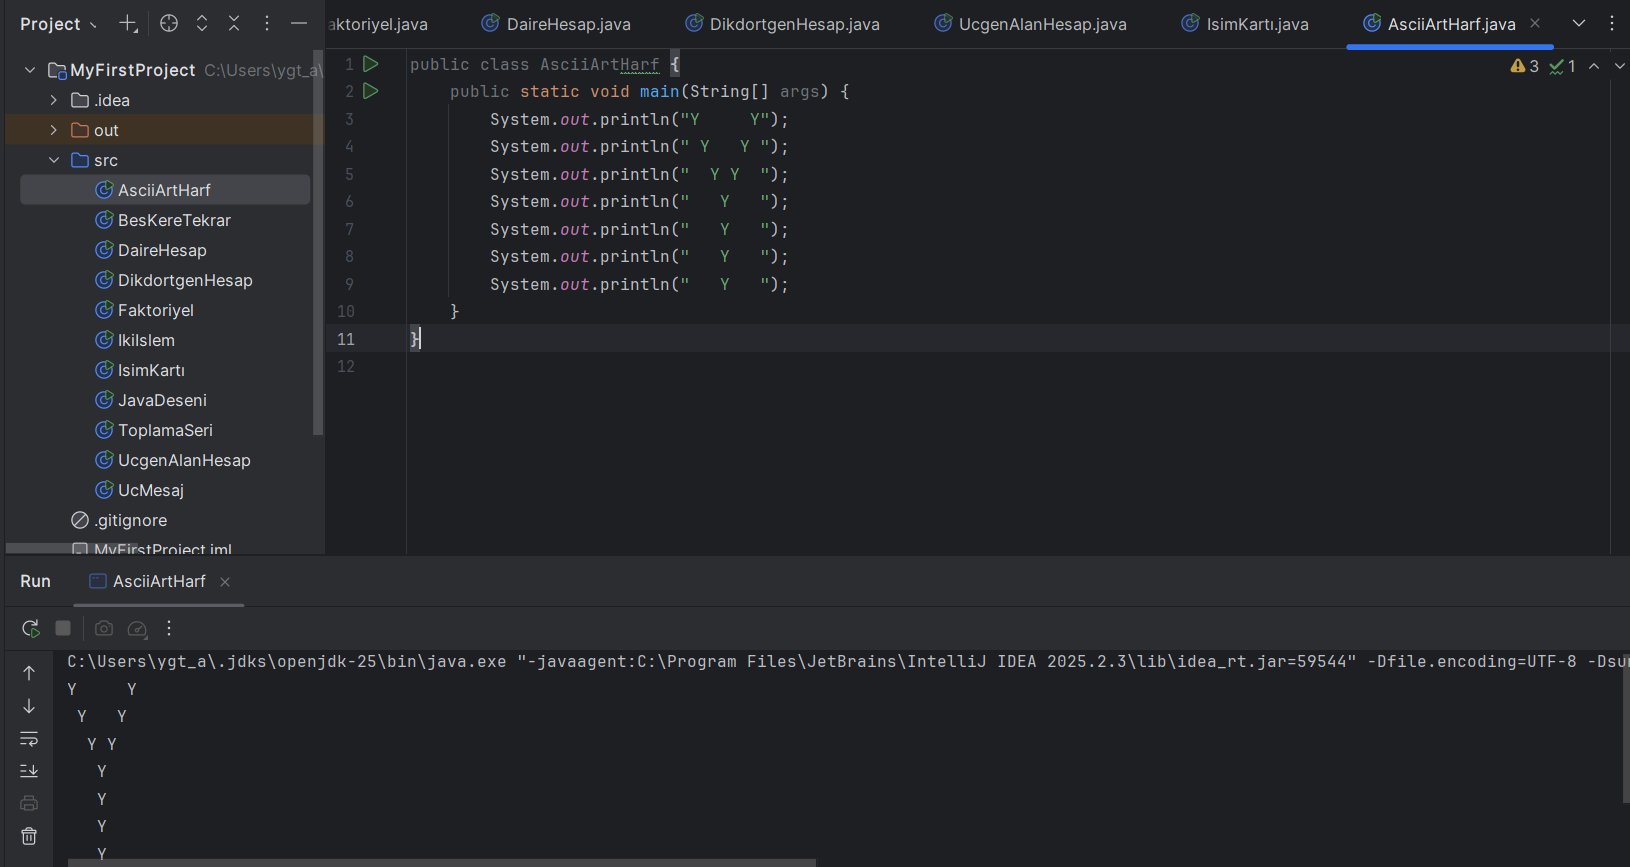 Project
aktoriyel.java
DaireHesap.java
DikdortgenHesap.java
UcgenAlanHesap.java
IsimKartı.java
AsciiArtHarf.java
MyFirstProject C:\Users\ygt_a\
.idea
out
src
AsciiArtHarf
BesKereTekrar
DaireHesap
DikdortgenHesap
Faktoriyel
IkiIslem
IsimKartı
JavaDeseni
ToplamaSeri
UcgenAlanHesap
UcMesaj
.gitignore
MyFirstProject.iml
3 1
1 public class AsciiArtHarf {
2     public static void main(String[] args) {
3         System.out.println("Y     Y");
4         System.out.println(" Y   Y ");
5         System.out.println("  Y Y  ");
6         System.out.println("   Y   ");
7         System.out.println("   Y   ");
8         System.out.println("   Y   ");
9         System.out.println("   Y   ");
10     }
11 }
12
Run
AsciiArtHarf
C:\Users\ygt_a\.jdks\openjdk-25\bin\java.exe "-javaagent:C:\Program Files\JetBrains\IntelliJ IDEA 2025.2.3\lib\idea_rt.jar=59544" -Dfile.encoding=UTF-8 -Dsu
Y     Y
 Y   Y
  Y Y
   Y
   Y
   Y
   Y